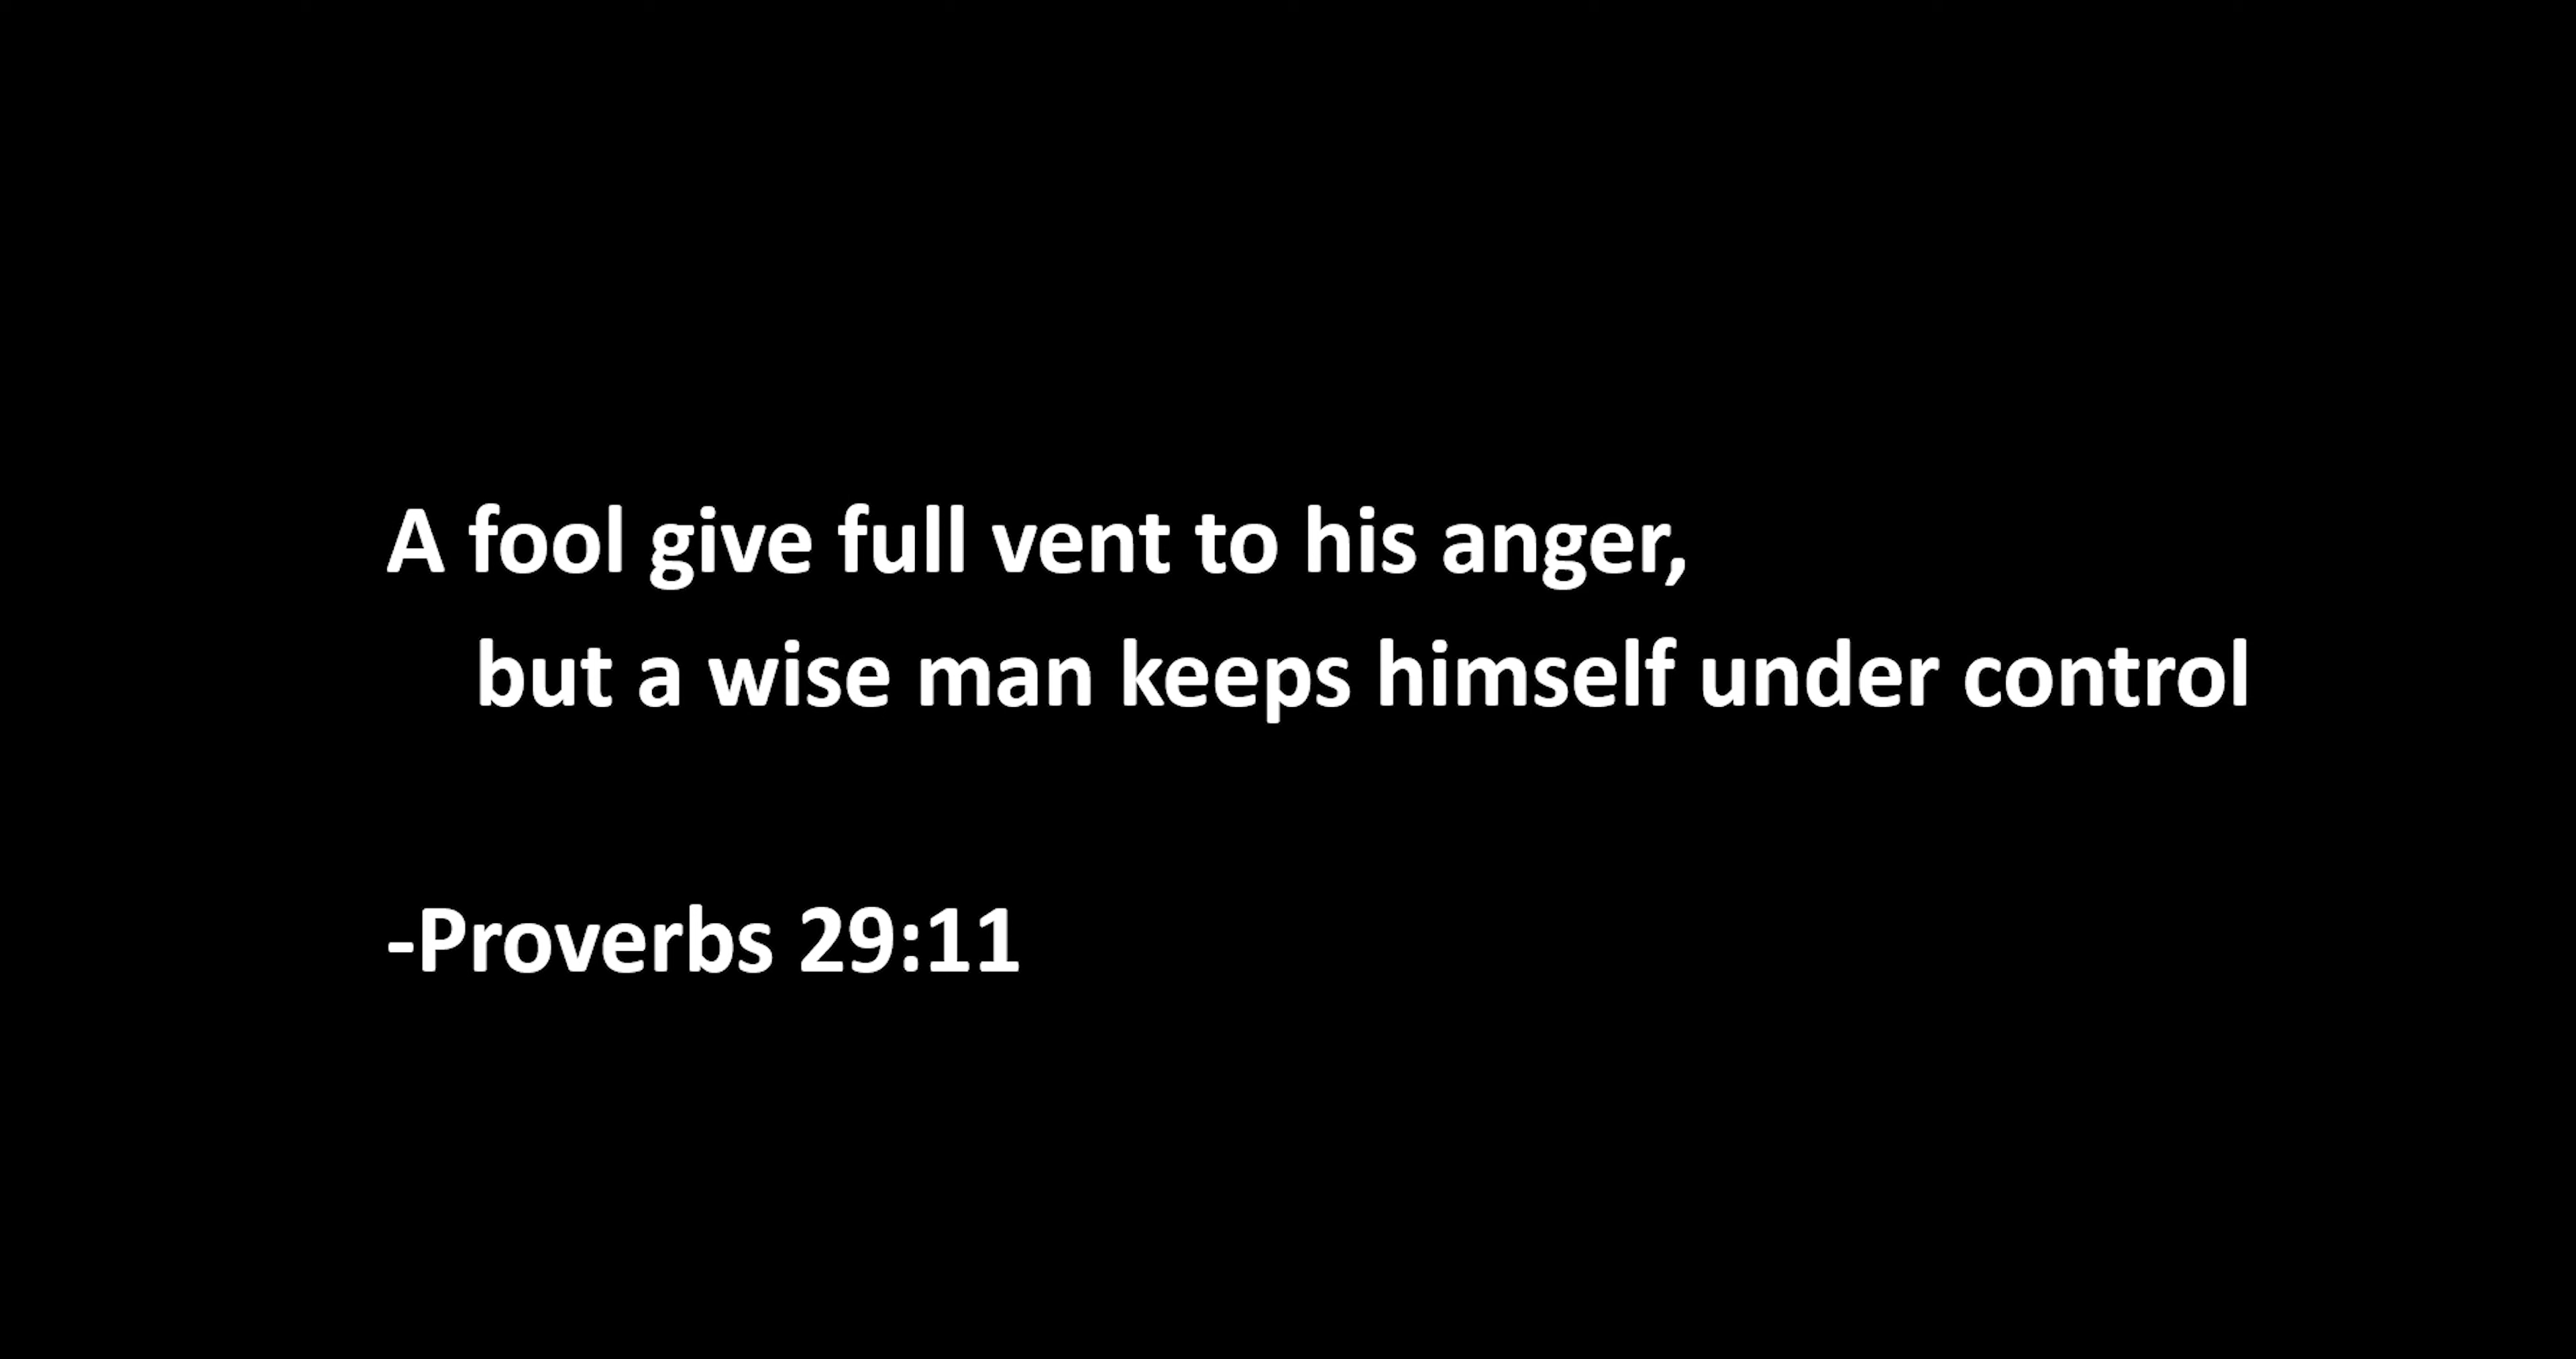 A fool give full vent to his anger,
but a wise man keeps himself under control
-Proverbs 29:11